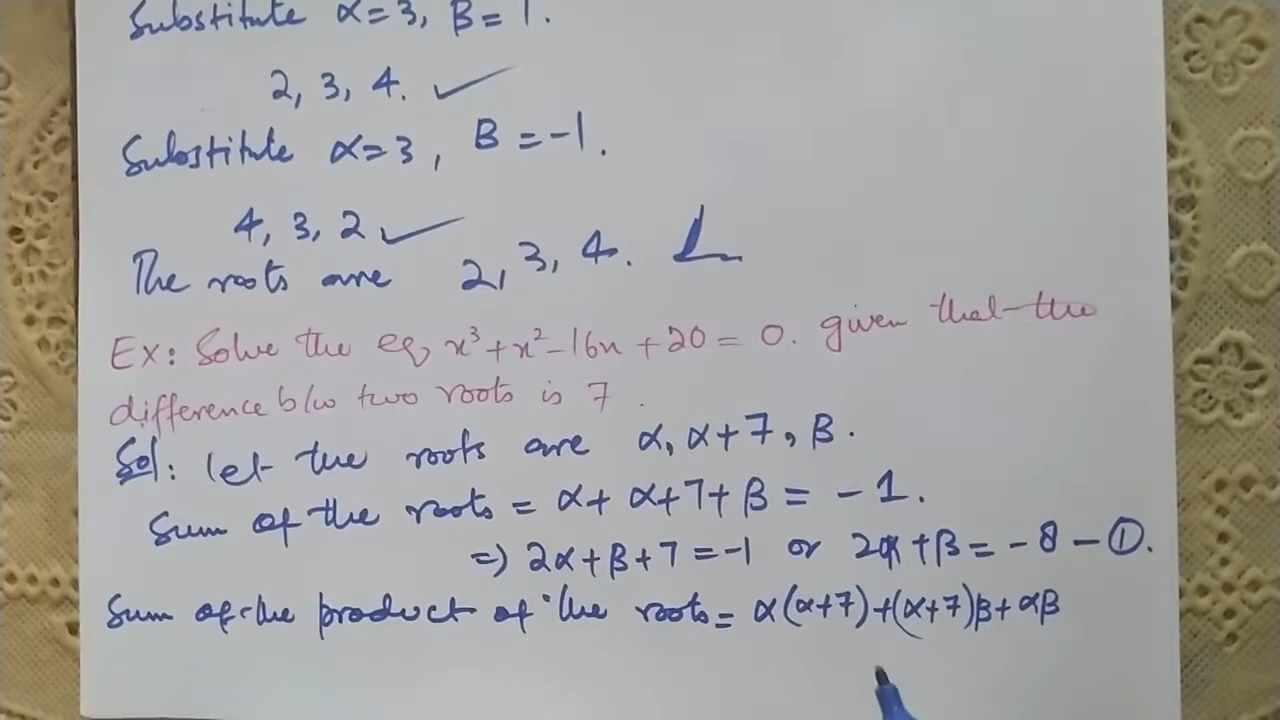 Substitute α=3, β=1.
2, 3, 4. ✓
Substitute α=3, β=-1.
4, 3, 2 ✓
The roots are 2, 3, 4.
Ex: Solve the eq x³+x²-16x+20=0. given that the
difference b/w two roots is 7.
Sol: let the roots are α, α+7, β.
Sum of the roots = α+α+7+β = -1.
=) 2α+β+7=-1 or 2α+β=-8-①.
Sum of the product of the roots= α(α+7)+(α+7)β+αβ